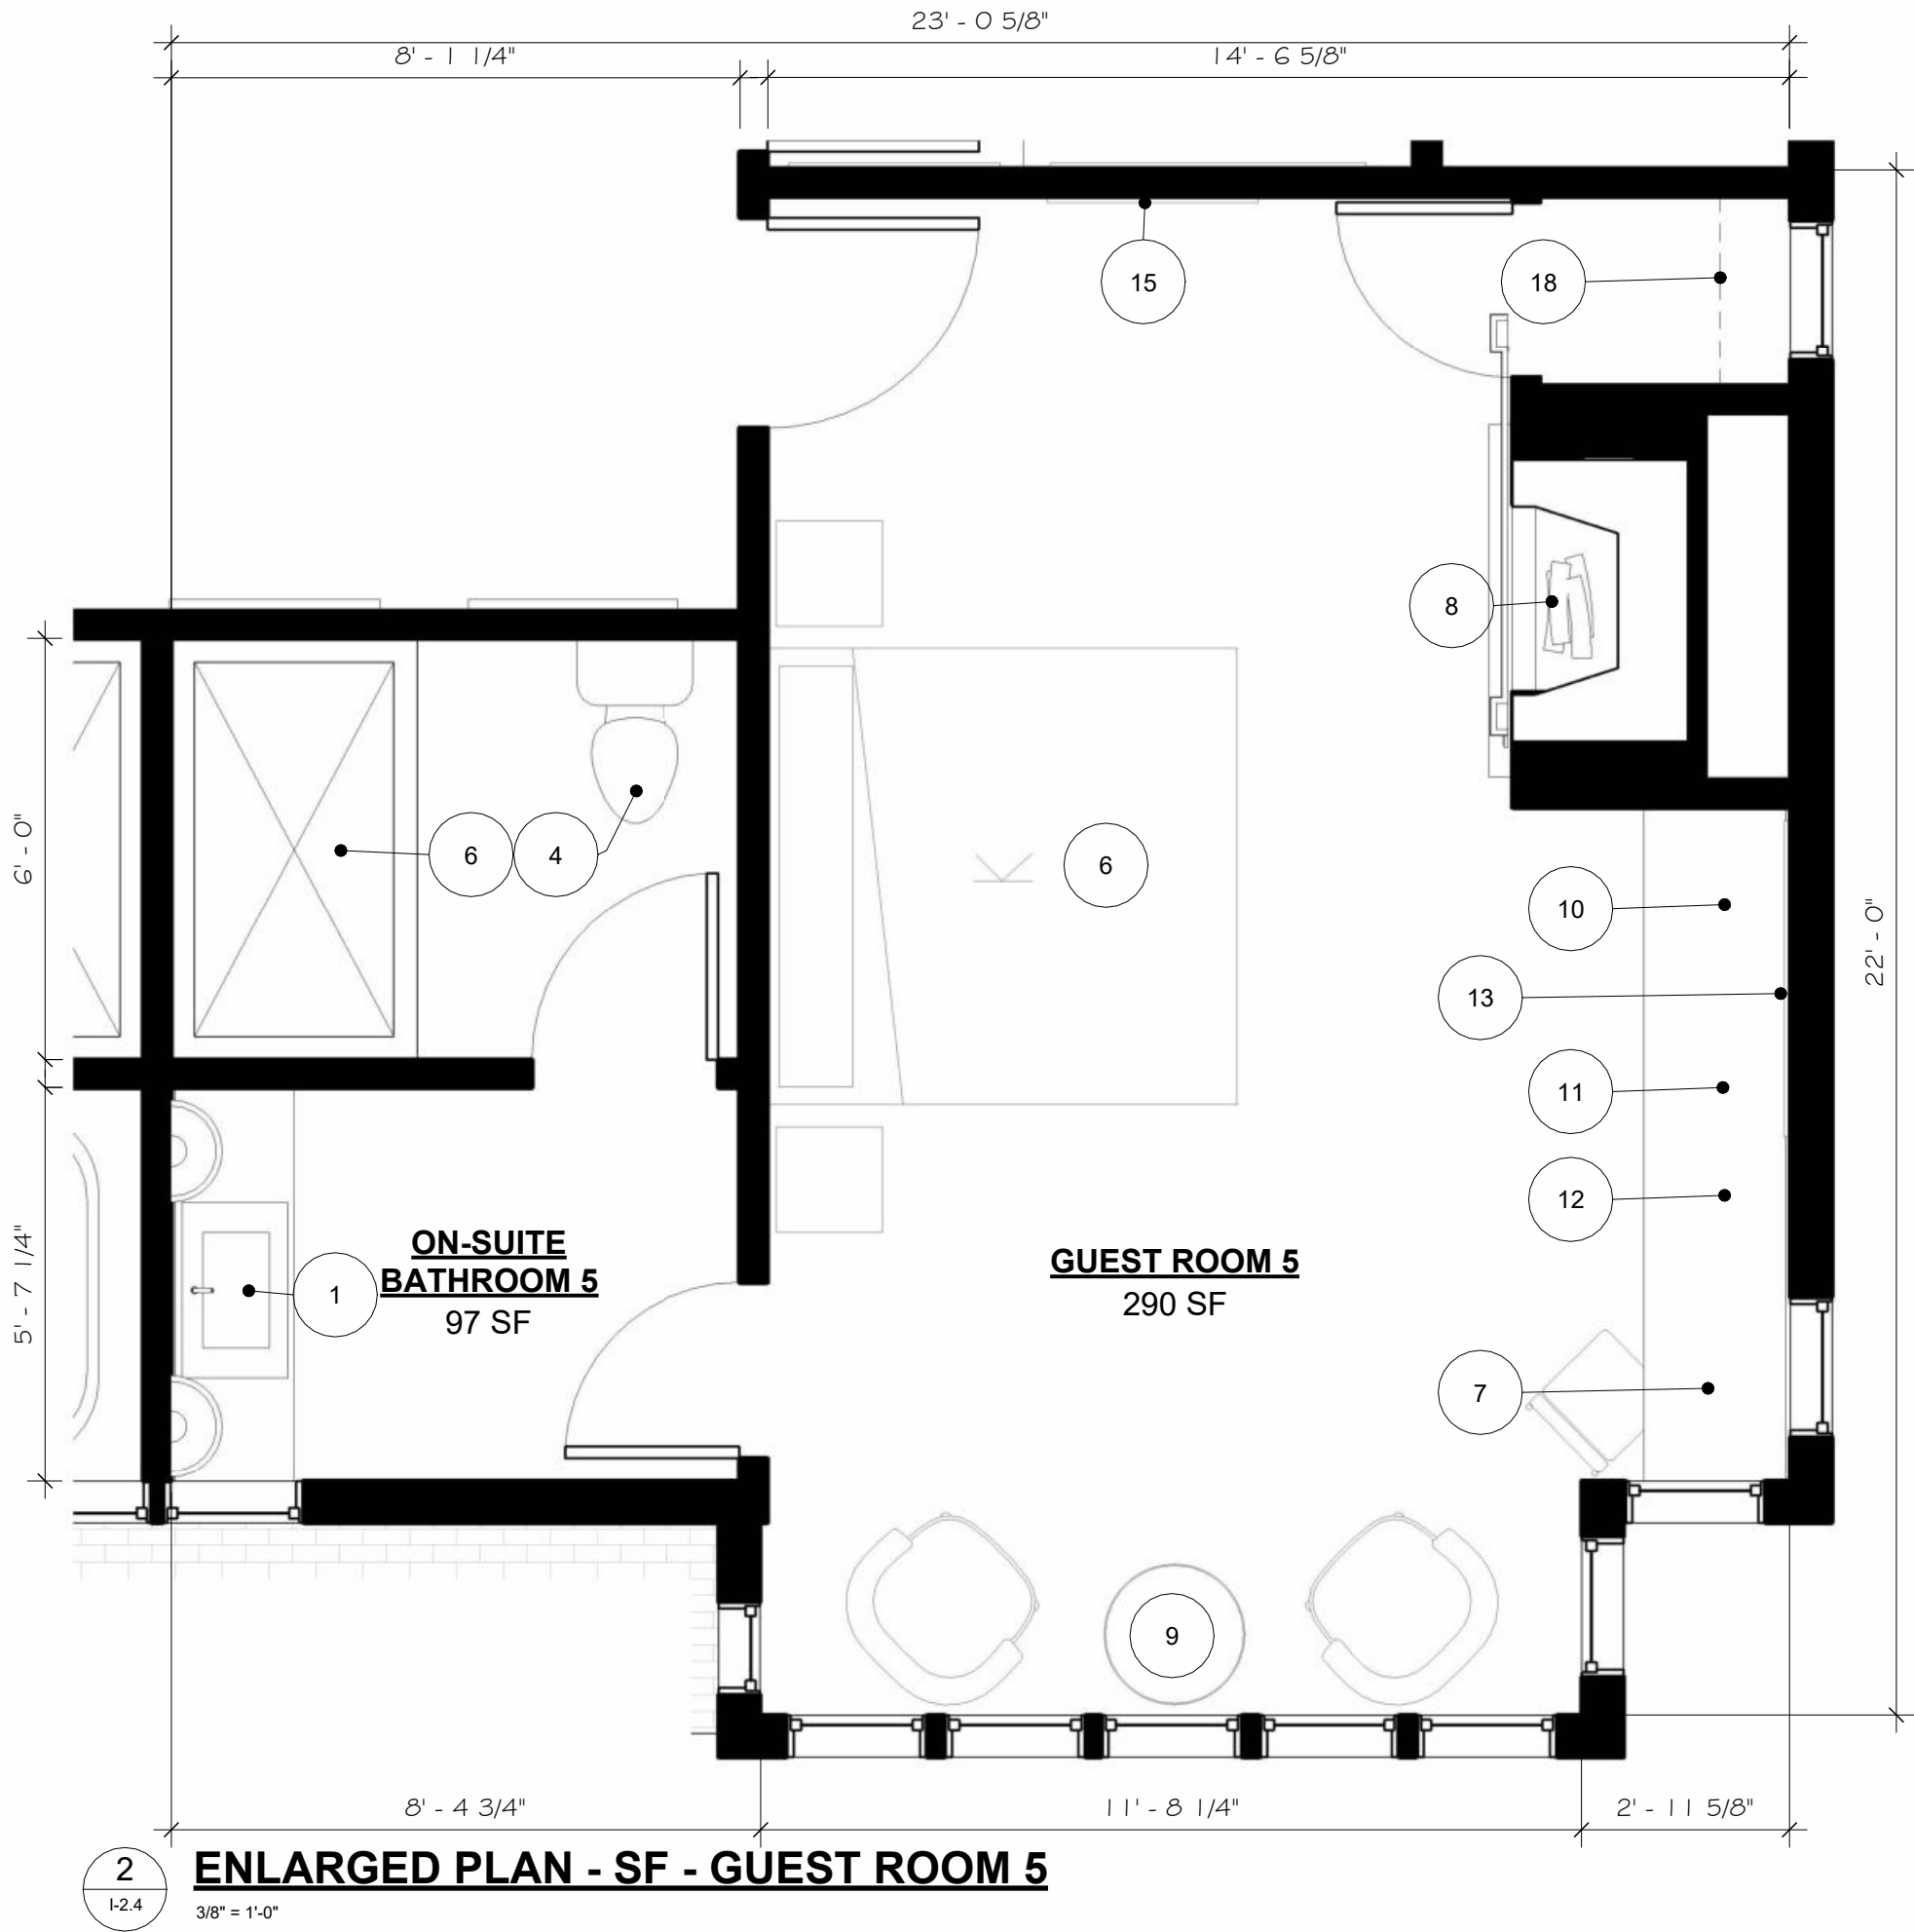 23' - 0 5/8"
8' - 1 1/4"
14' - 6 5/8"
15
18
8
6' - 0"
6
4
6
10
22' - 0"
13
11
12
5' - 7 1/4"
ON-SUITE
BATHROOM 5
97 SF
1
GUEST ROOM 5
290 SF
7
9
8' - 4 3/4"
11' - 8 1/4"
2' - 11 5/8"
2
I-2.4
ENLARGED PLAN - SF - GUEST ROOM 5
3/8" = 1'-0"
K